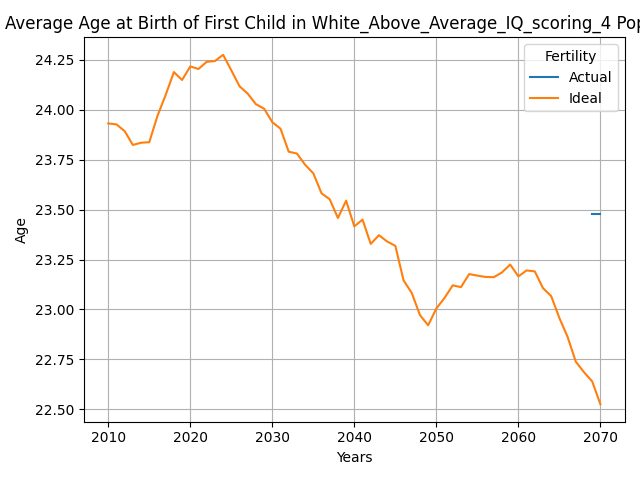 Average Age at Birth of First Child in White_Above_Average_IQ_scoring_4 Pop
Fertility
Actual
Ideal
24.25
24.00
23.75
23.50
23.25
23.00
22.75
22.50
Age
2010 2020 2030 2040 2050 2060 2070
Years